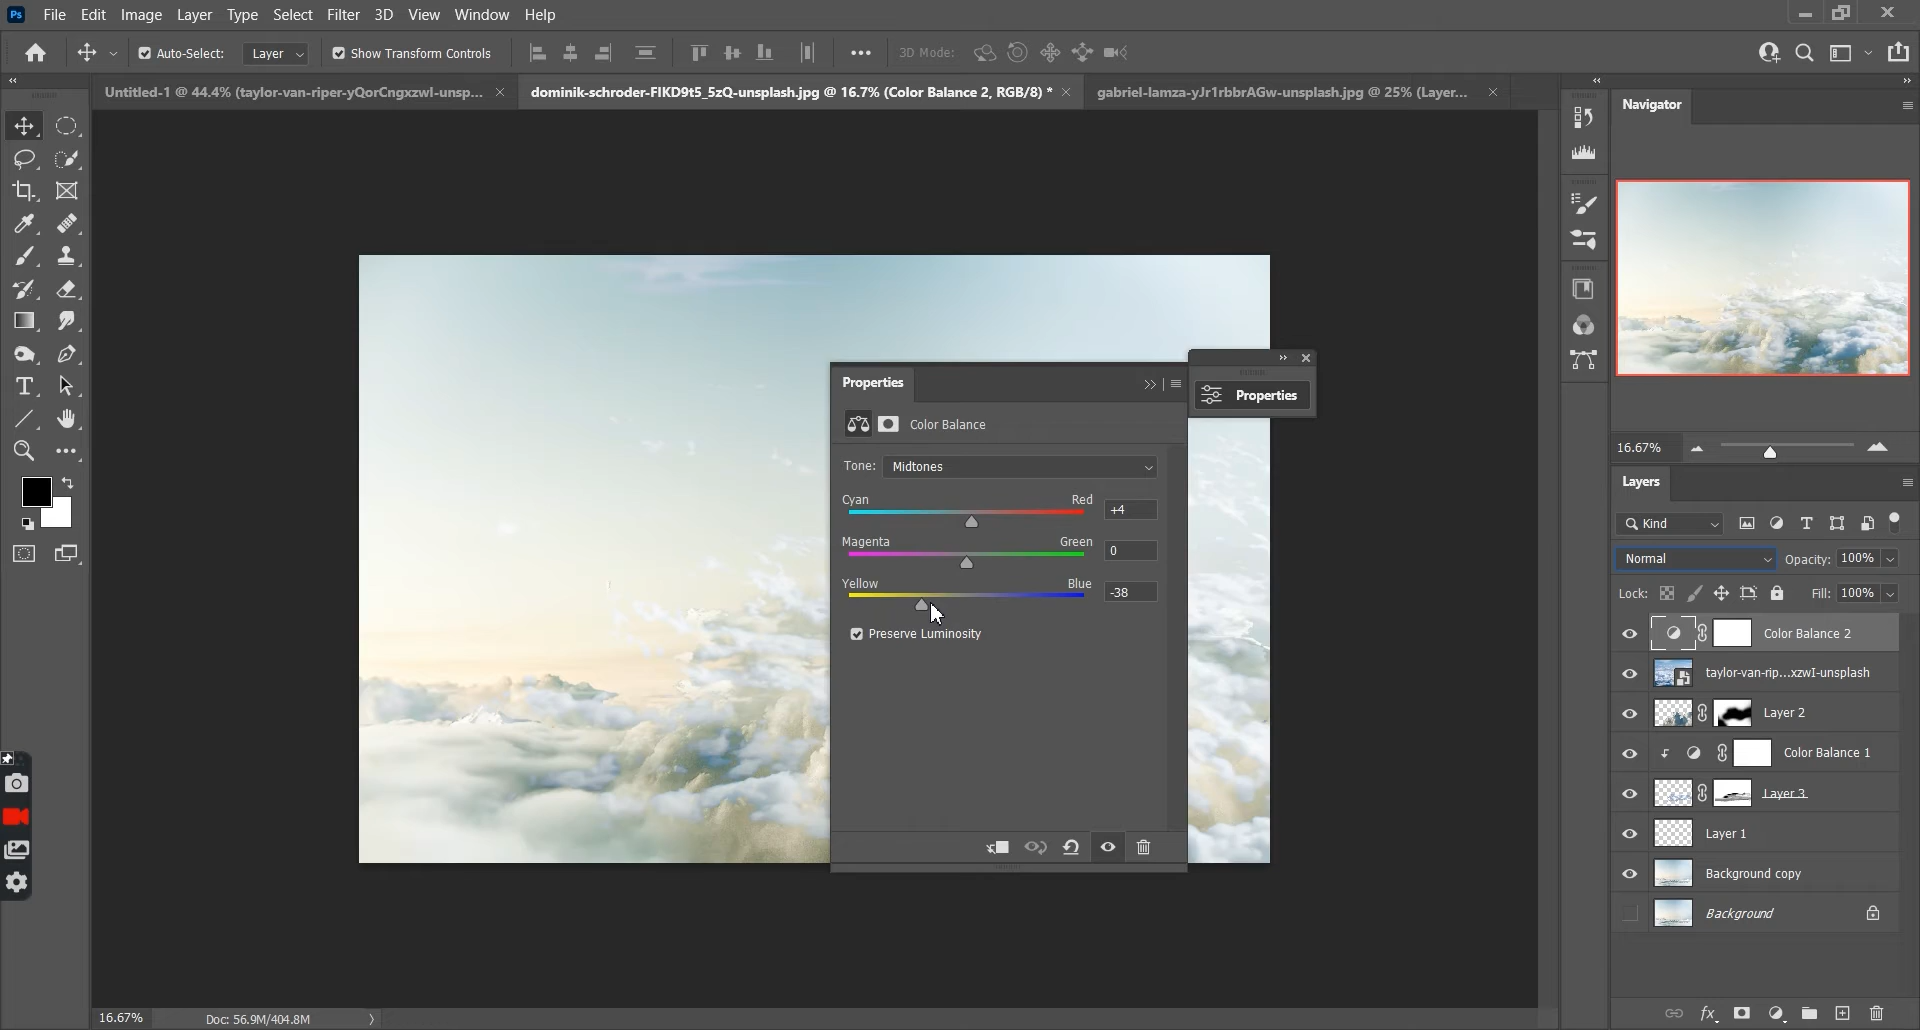 Ps File Edit Image Layer Type Select Filter 3D View Window Help
Auto-Select: Layer Show Transform Controls 3D Mode:
Untitled-1 @ 44.4% (taylor-van-riper-yQorCngxzwI-unsp... dominik-schroder-FIKD9t5_5zQ-unsplash.jpg @ 16.7% (Color Balance 2, RGB/8) * gabriel-lamza-yJr1rbbrAGw-unsplash.jpg @ 25% (Layer...
Navigator
16.67%
Properties
Properties
Color Balance
Tone: Midtones
Cyan Red +4
Magenta Green 0
Yellow Blue -38
Preserve Luminosity
Layers
Kind
Normal Opacity: 100%
Lock: Fill: 100%
Color Balance 2
taylor-van-rip...xzwI-unsplash
Layer 2
Color Balance 1
Layer 3
Layer 1
Background copy
Background
fx
16.67% Doc: 56.9M/404.8M